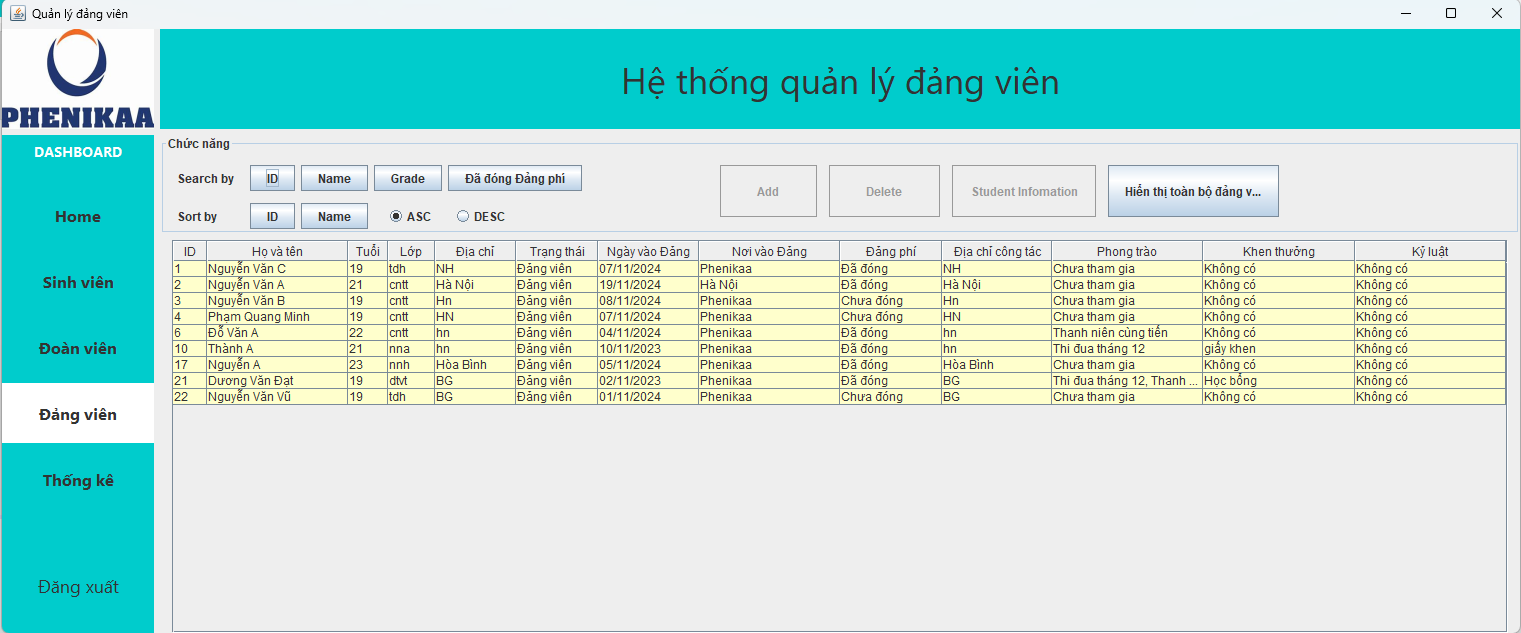 Quản lý đảng viên
PHENIKAA
Hệ thống quản lý đảng viên
DASHBOARD
Home
Sinh viên
Đoàn viên
Đảng viên
Thống kê
Đăng xuất
Chức năng
Search by ID Name Grade Đã đóng Đảng phí
Sort by ID Name ASC DESC
Add Delete Student Infomation Hiển thị toàn bộ đảng v...
ID Họ và tên Tuổi Lớp Địa chỉ Trạng thái Ngày vào Đảng Nơi vào Đảng Đảng phí Địa chỉ công tác Phong trào Khen thưởng Kỷ luật
1 Nguyễn Văn C 19 tdh NH Đảng viên 07/11/2024 Phenikaa Đã đóng NH Chưa tham gia Không có Không có
2 Nguyễn Văn A 21 cntt Hà Nội Đảng viên 19/11/2024 Hà Nội Đã đóng Hà Nội Chưa tham gia Không có Không có
3 Nguyễn Văn B 19 cntt Hn Đảng viên 08/11/2024 Phenikaa Chưa đóng Hn Chưa tham gia Không có Không có
4 Phạm Quang Minh 19 cntt HN Đảng viên 07/11/2024 Phenikaa Chưa đóng HN Chưa tham gia Không có Không có
6 Đỗ Văn A 22 cntt hn Đảng viên 04/11/2024 Phenikaa Đã đóng hn Thanh niên cùng tiến Không có Không có
10 Thành A 21 nna hn Đảng viên 10/11/2023 Phenikaa Đã đóng hn Thi đua tháng 12 giấy khen Không có
17 Nguyễn A 23 nnh Hòa Bình Đảng viên 05/11/2024 Phenikaa Đã đóng Hòa Bình Chưa tham gia Không có Không có
21 Dương Văn Đạt 19 dtvt BG Đảng viên 02/11/2023 Phenikaa Đã đóng BG Thi đua tháng 12, Thanh ... Học bổng Không có
22 Nguyễn Văn Vũ 19 tdh BG Đảng viên 01/11/2024 Phenikaa Chưa đóng BG Chưa tham gia Không có Không có